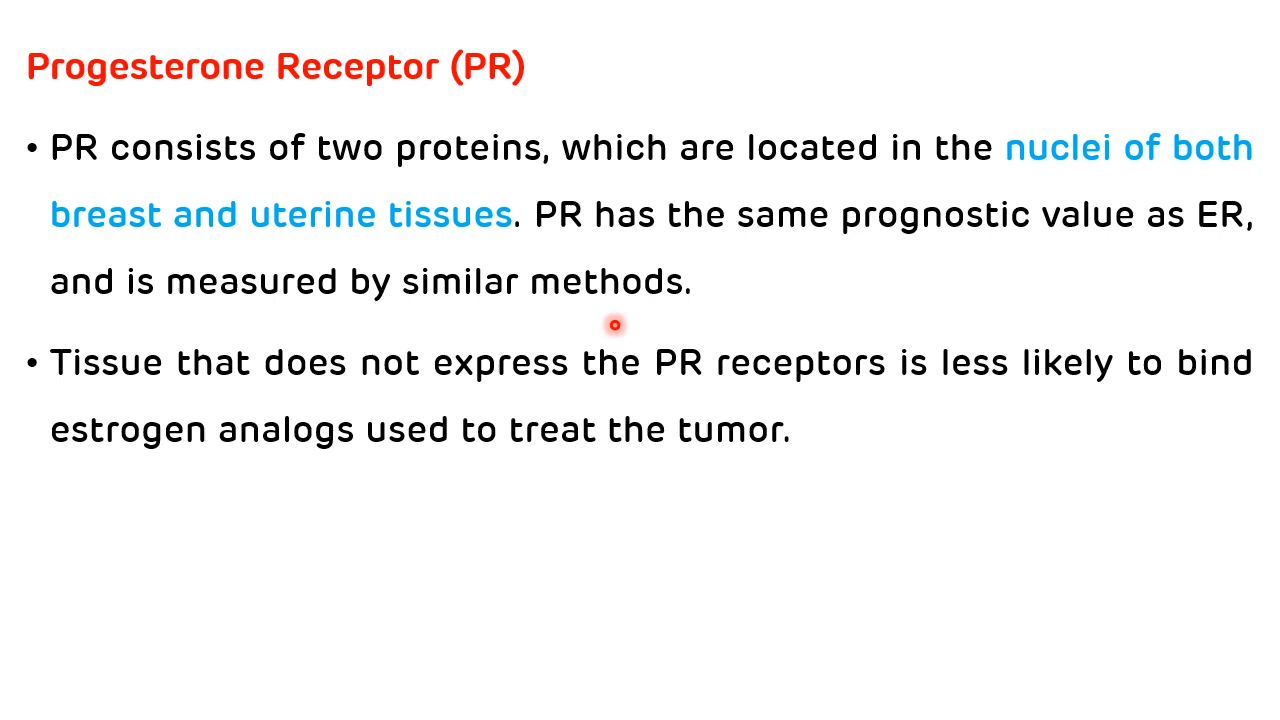 Progesterone Receptor (PR)
• PR consists of two proteins, which are located in the nuclei of both
breast and uterine tissues. PR has the same prognostic value as ER,
and is measured by similar methods.
• Tissue that does not express the PR receptors is less likely to bind
estrogen analogs used to treat the tumor.